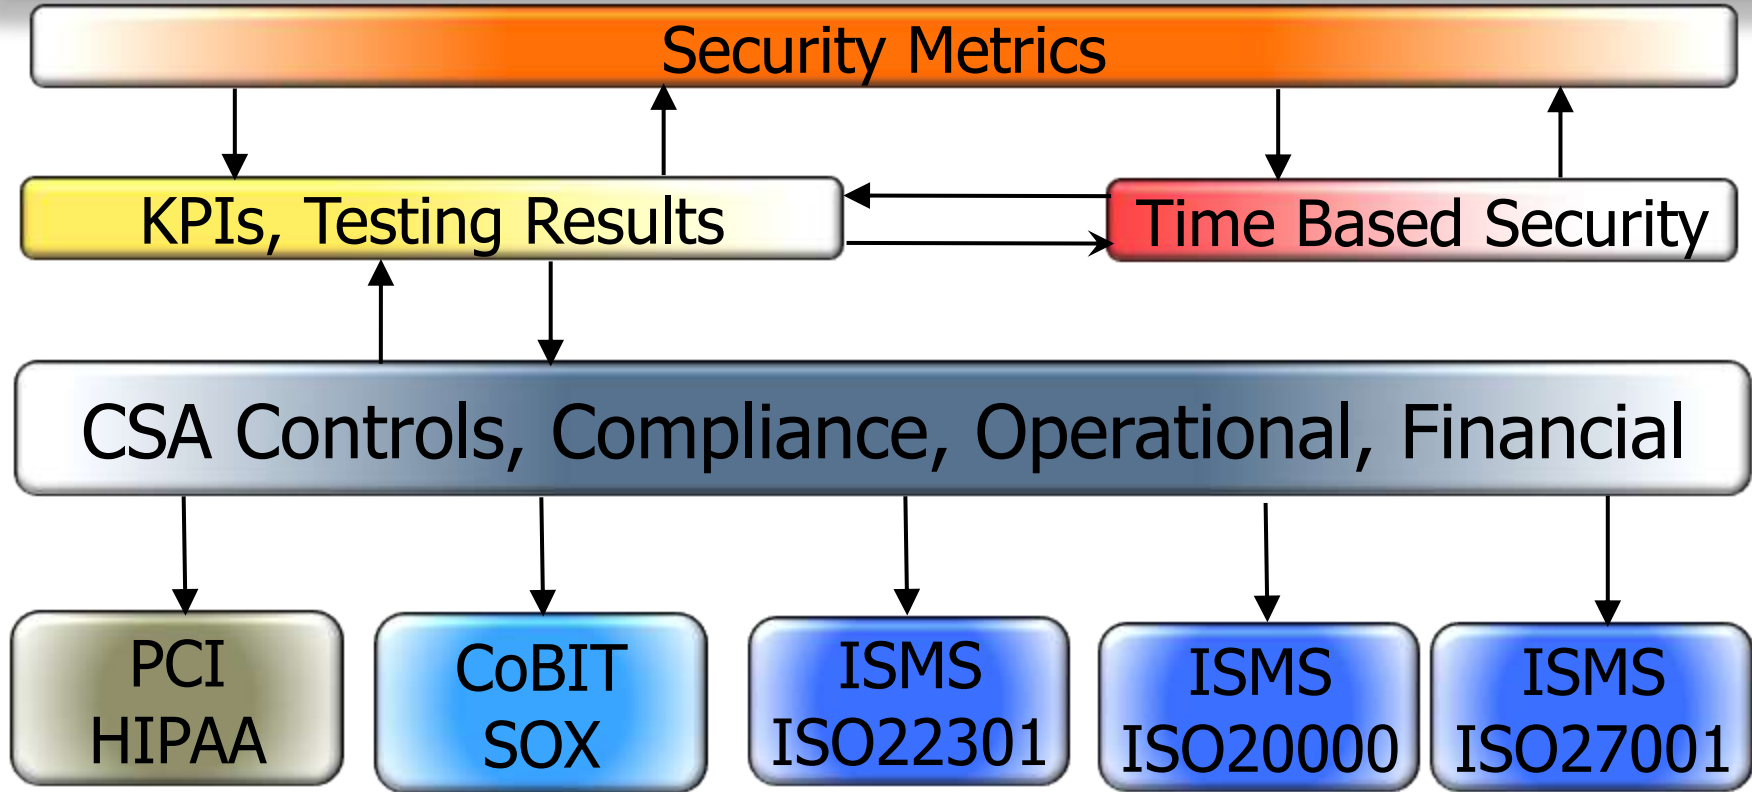 Security Metrics
KPIs, Testing Results
Time Based Security
CSA Controls, Compliance, Operational, Financial
PCI
HIPAA
CoBIT
SOX
ISMS
ISO22301
ISMS
ISO20000
ISMS
ISO27001